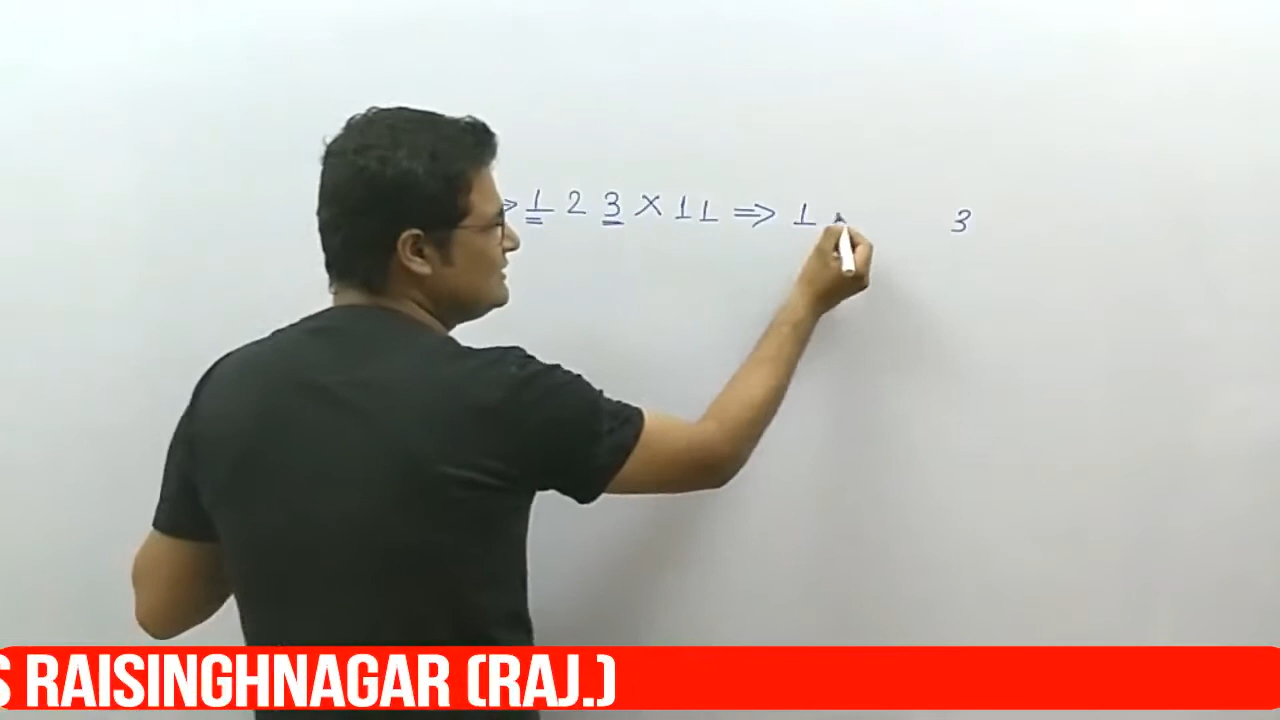 ⇒ 1 2 3 × 11 ⇒ 1 3
S RAISINGHNAGAR (RAJ.)